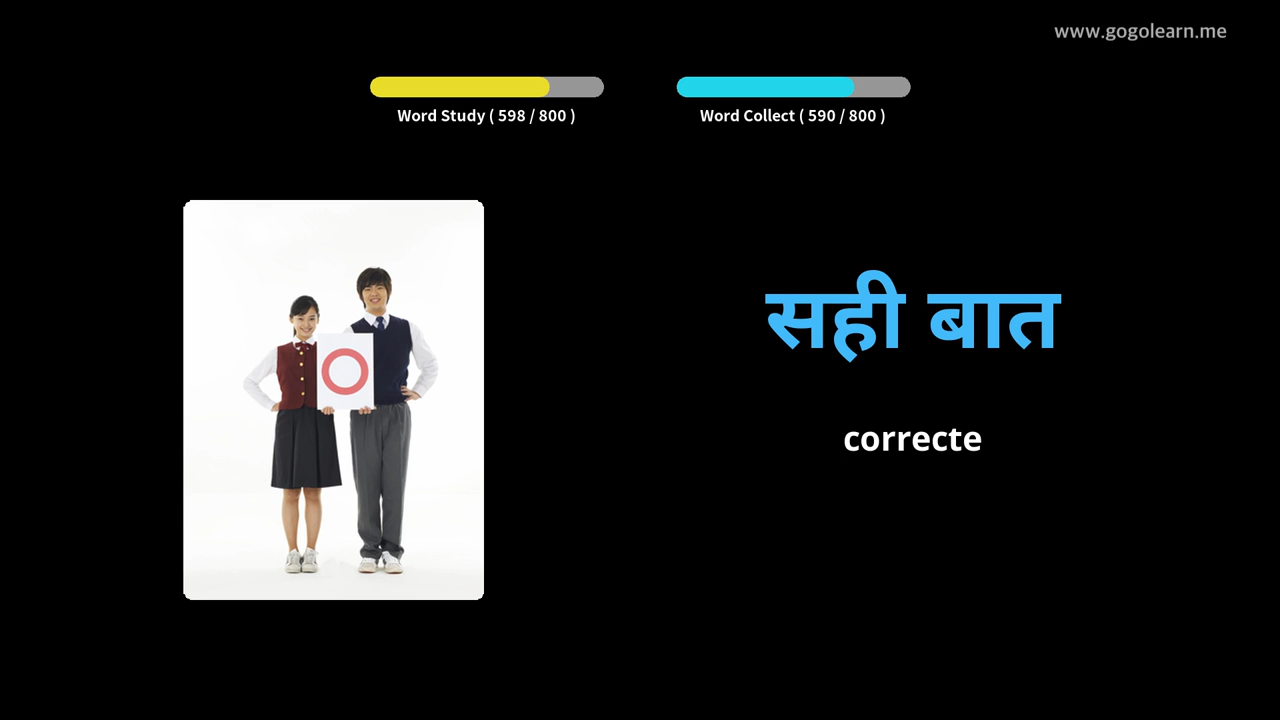 www.gogolearn.me
Word Study ( 598 / 800 )
Word Collect ( 590 / 800 )
सही बात
correcte